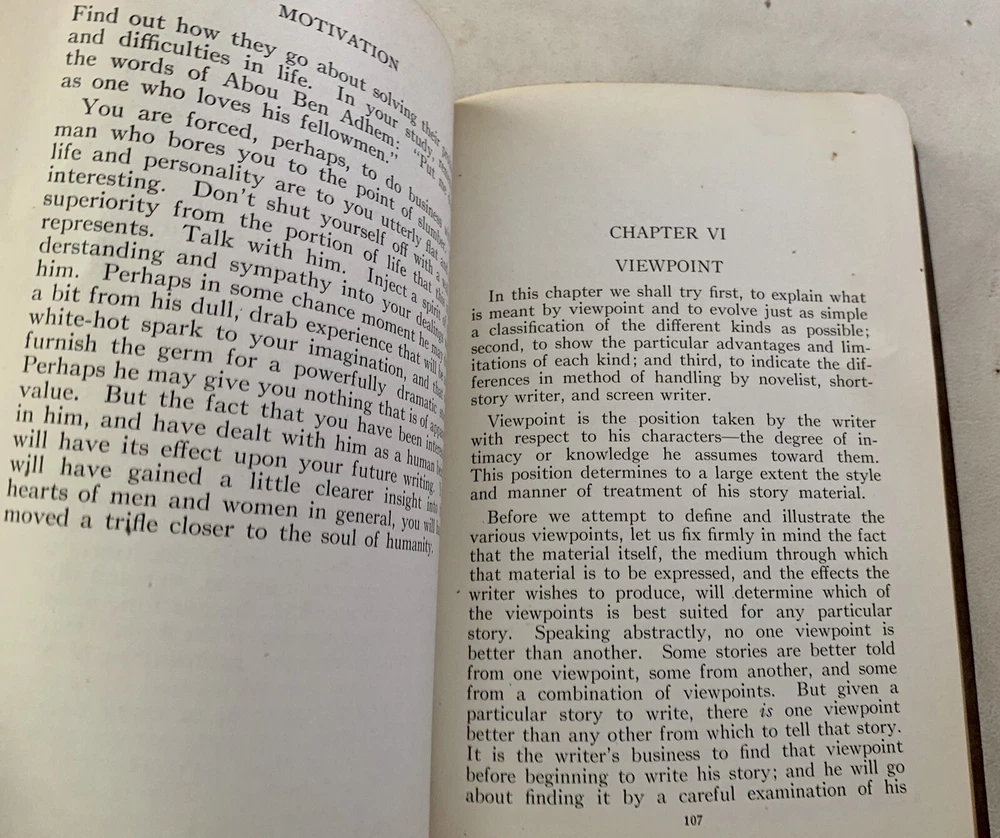 MOTIVATION
Find out how they go about solving their
and difficulties in life. In your study,
the words of Abou Ben Adhem: "Put me
as one who loves his fellowmen."
You are forced, perhaps, to do business
man who bores you to the point of slumber,
life and personality are to you utterly flat
interesting. Don't shut yourself off with a
superiority from the portion of life that
represents. Talk with him. Inject a spirit of
derstanding and sympathy into your dealings
him. Perhaps in some chance moment he may
a bit from his dull, drab experience that will be
white-hot spark to your imagination, and
furnish the germ for a powerfully dramatic
Perhaps he may give you nothing that is of
value. But the fact that you have been
in him, and have dealt with him as a human
will have its effect upon your future writing.
will have gained a little clearer insight into
hearts of men and women in general, you will
moved a trifle closer to the soul of humanity.
CHAPTER VI
VIEWPOINT
In this chapter we shall try first, to explain what
is meant by viewpoint and to evolve just as simple
a classification of the different kinds as possible;
second, to show the particular advantages and lim-
itations of each kind; and third, to indicate the dif-
ferences in method of handling by novelist, short-
story writer, and screen writer.
Viewpoint is the position taken by the writer
with respect to his characters—the degree of in-
timacy or knowledge he assumes toward them.
This position determines to a large extent the style
and manner of treatment of his story material.
Before we attempt to define and illustrate the
various viewpoints, let us fix firmly in mind the fact
that the material itself, the medium through which
that material is to be expressed, and the effects the
writer wishes to produce, will determine which of
the viewpoints is best suited for any particular
story. Speaking abstractly, no one viewpoint is
better than another. Some stories are better told
from one viewpoint, some from another, and some
from a combination of viewpoints. But given a
particular story to write, there is one viewpoint
better than any other from which to tell that story.
It is the writer's business to find that viewpoint
before beginning to write his story; and he will go
about finding it by a careful examination of his
107